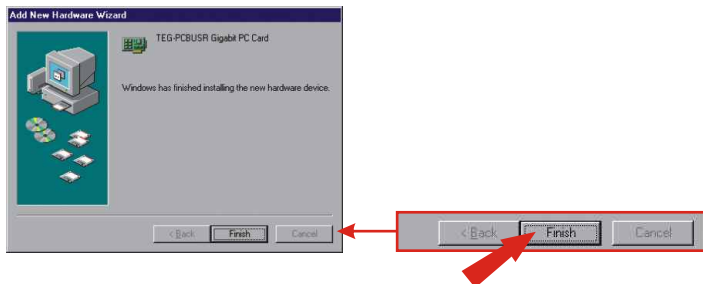 Add New Hardware Wizard
TEG-PCBUSR Gigabit PC Card
Windows has finished installing the new hardware device.
< Back Finish Cancel
< Back Finish Cancel